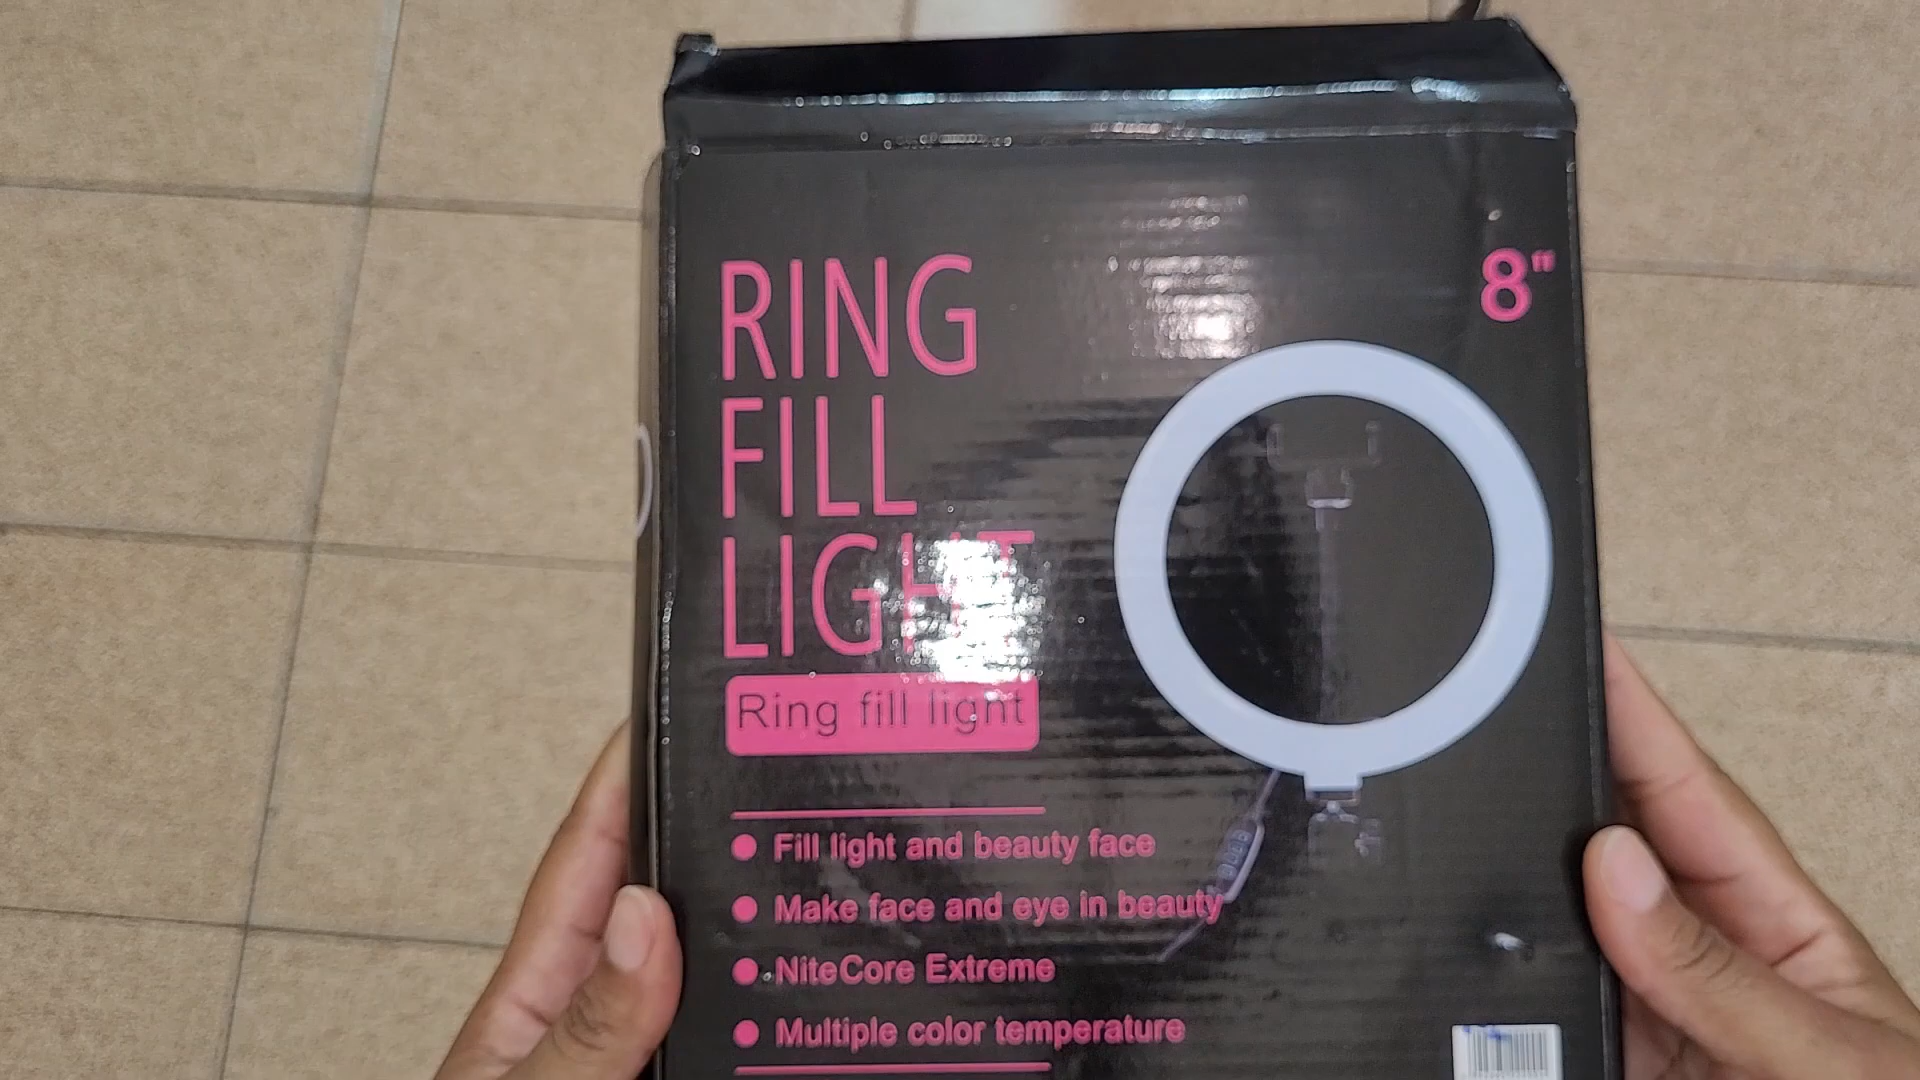 RING
FILL
LIGHT
8"
Ring fill light
Fill light and beauty face
Make face and eye in beauty
NiteCore Extreme
Multiple color temperature